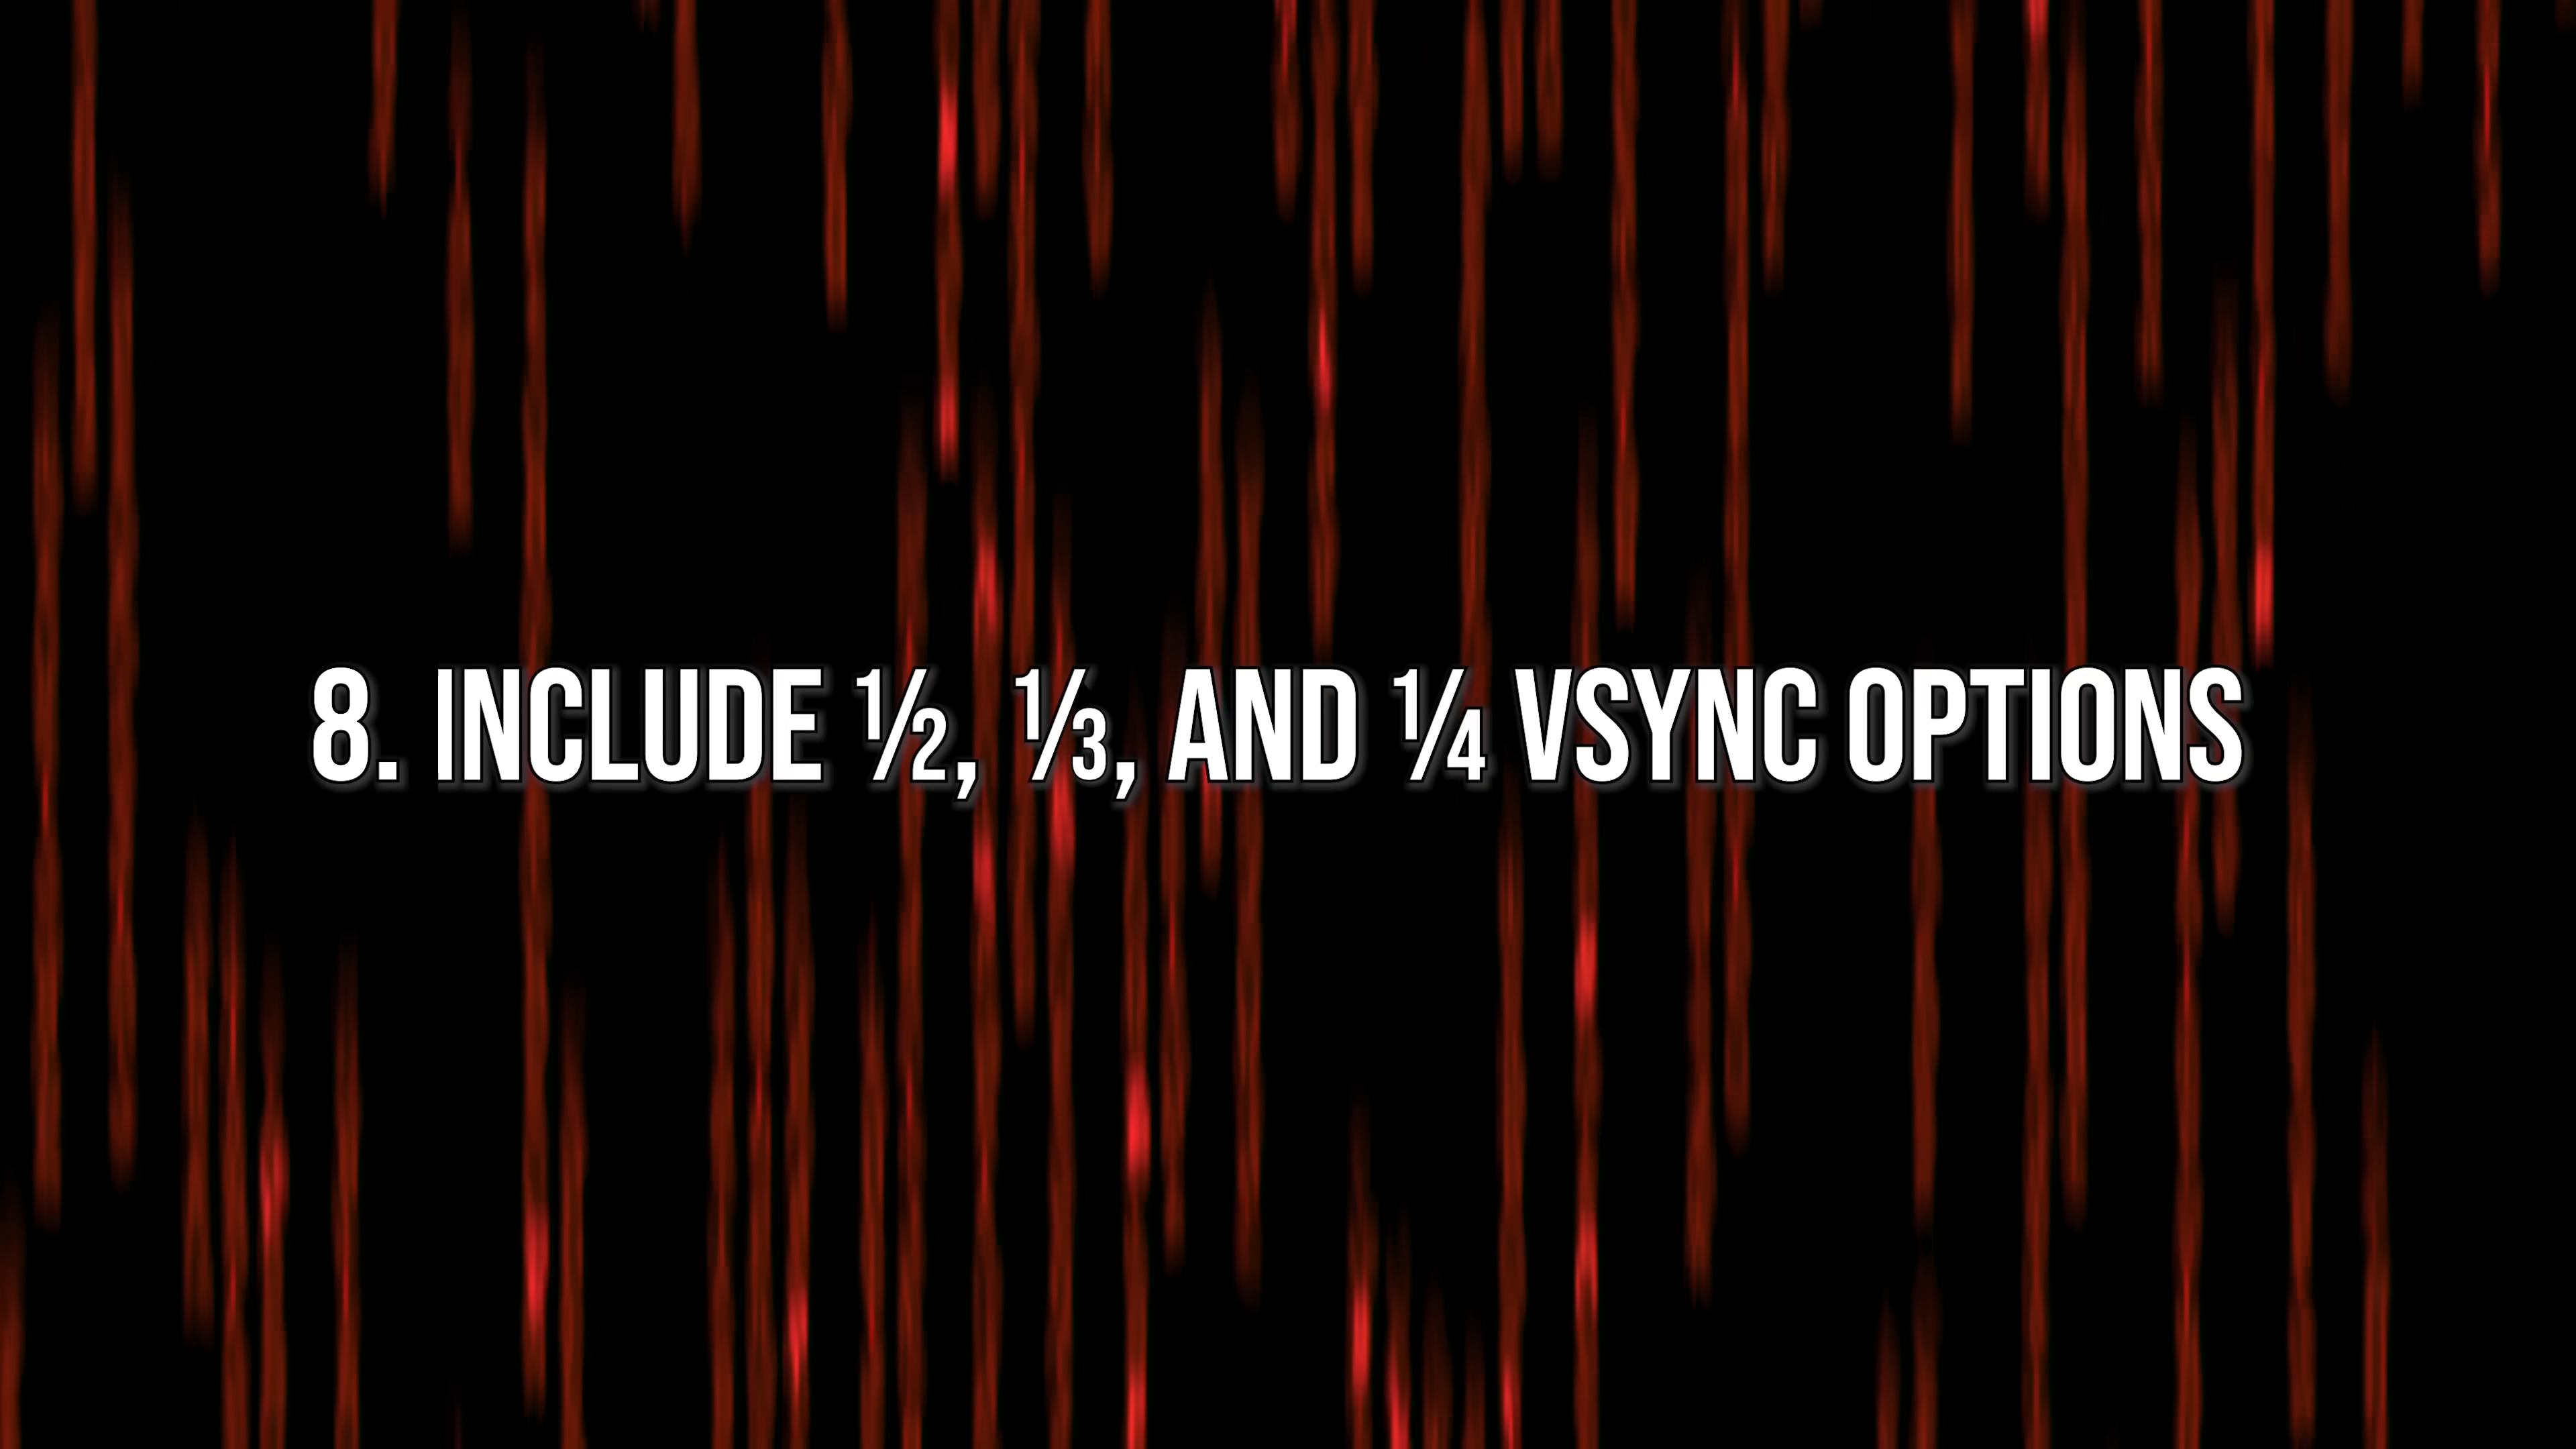 8. INCLUDE ½, ⅓, AND ¼ VSYNC OPTIONS